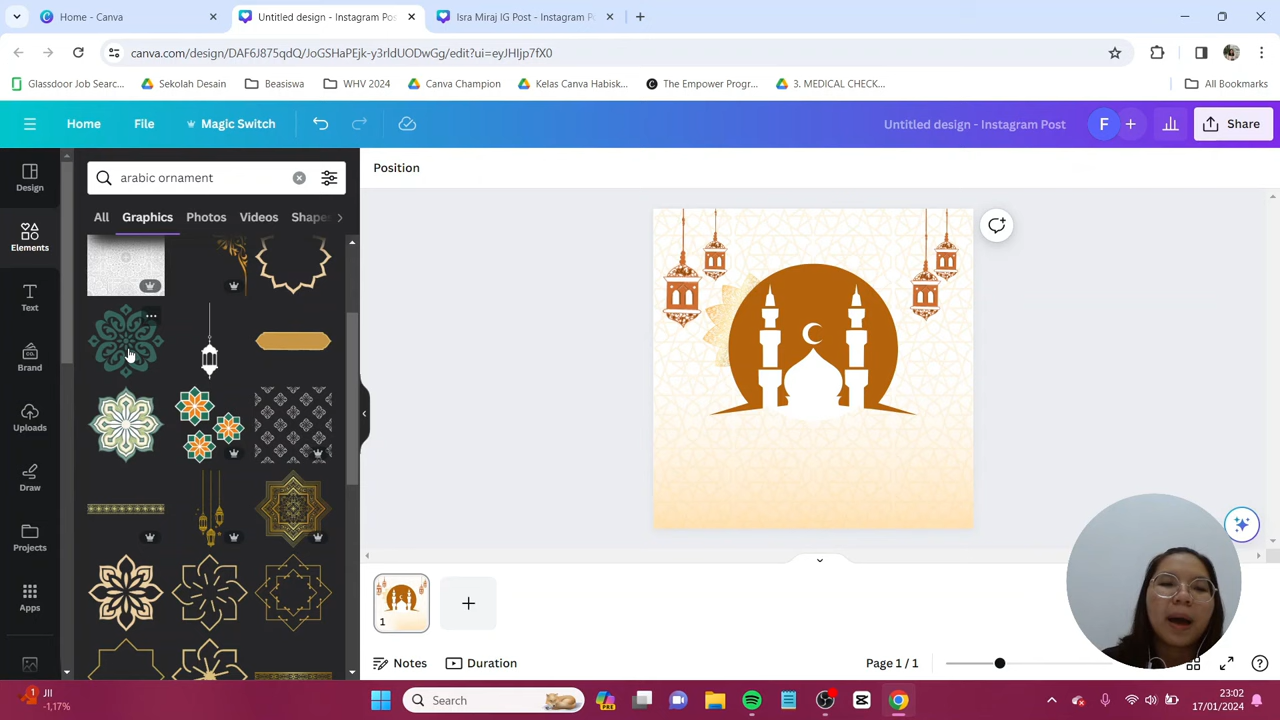 Home - Canva
Untitled design - Instagram Pos
Isra Miraj IG Post - Instagram P
canva.com/design/DAF6J875qdQ/JoGSHaPEjk-y3rldUODwGg/edit?ui=eyJHIjp7fX0
Glassdoor Job Searc...
Sekolah Desain
Beasiswa
WHV 2024
Canva Champion
Kelas Canva Habisk...
The Empower Progr...
3. MEDICAL CHECK...
All Bookmarks
Home
File
Magic Switch
Untitled design - Instagram Post
F
Share
Design
Elements
Text
Brand
Uploads
Draw
Projects
Apps
arabic ornament
All
Graphics
Photos
Videos
Shape
Position
1
Notes
Duration
Page 1 / 1
1
JII
-1,17%
Search
PRE
23:02
17/01/2024